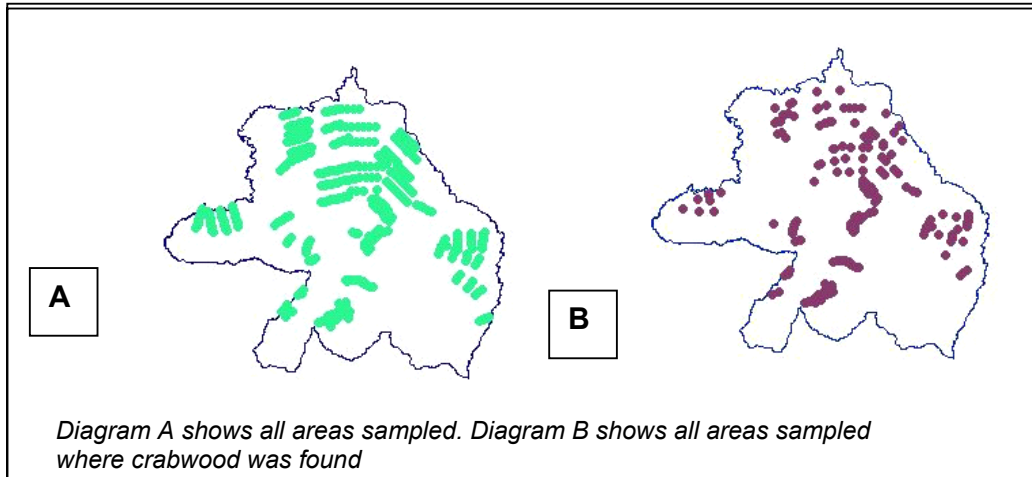 A
B
Diagram A shows all areas sampled. Diagram B shows all areas sampled
where crabwood was found